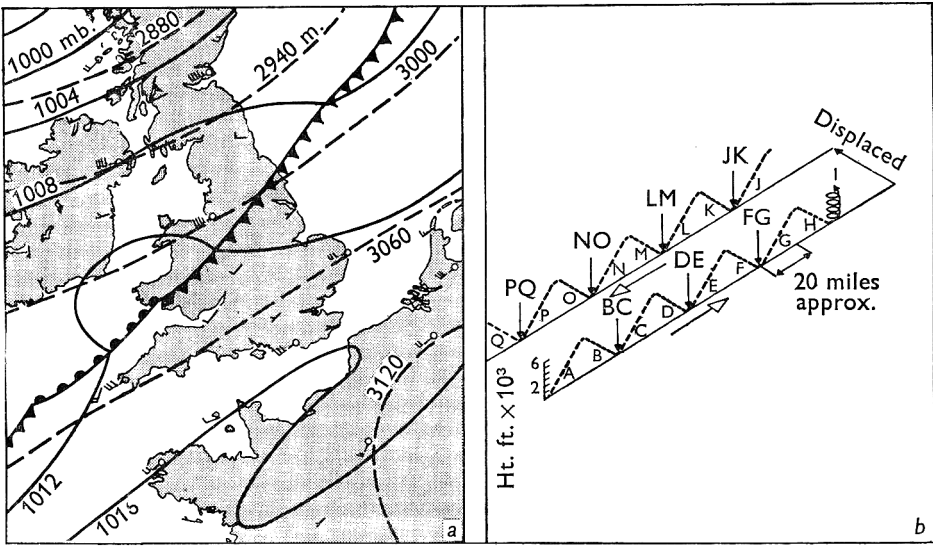 1000 mb.
2880
2940 m.
3000
1004
1008
3060
3120
1012
1016
a
Displaced
JK
J
I
LM
K
L
FG
H
G
NO
M
DE
F
N
20 miles
approx.
PQ
O
BC
E
P
D
Q
C
B
A
6
2
Ht. ft. × 10³
b